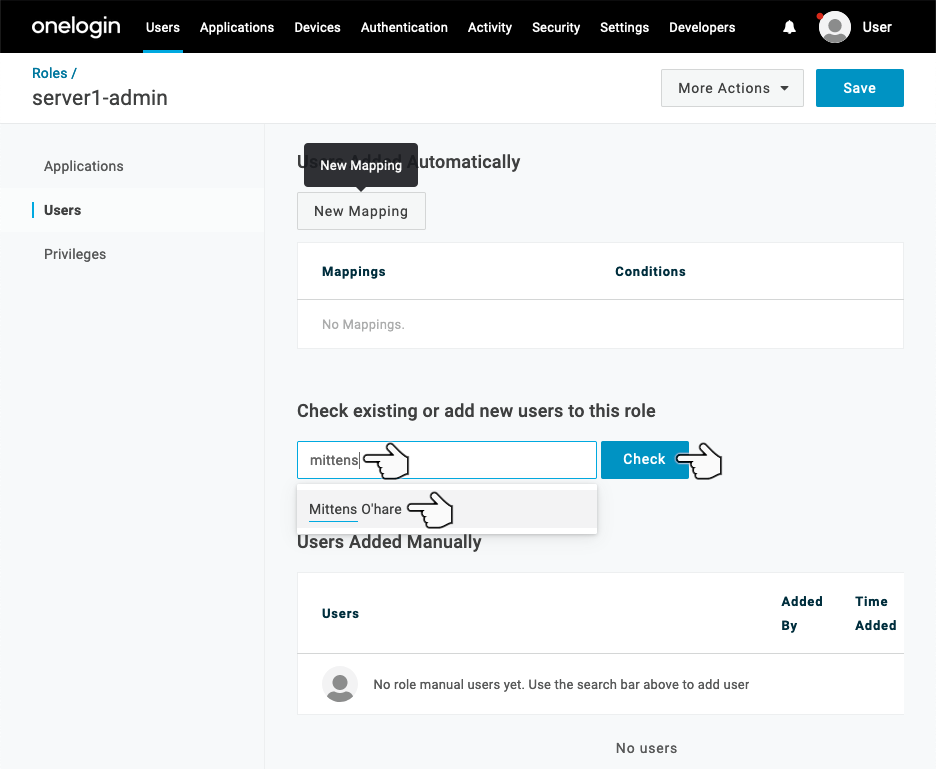 onelogin Users Applications Devices Authentication Activity Security Settings Developers User
Roles /
server1-admin
More Actions
Save
Applications
Users
Privileges
New Mapping
Users Added Automatically
New Mapping
Mappings Conditions
No Mappings.
Check existing or add new users to this role
mittens
Check
Mittens O'hare
Users Added Manually
Users Added By Time Added
No role manual users yet. Use the search bar above to add user
No users